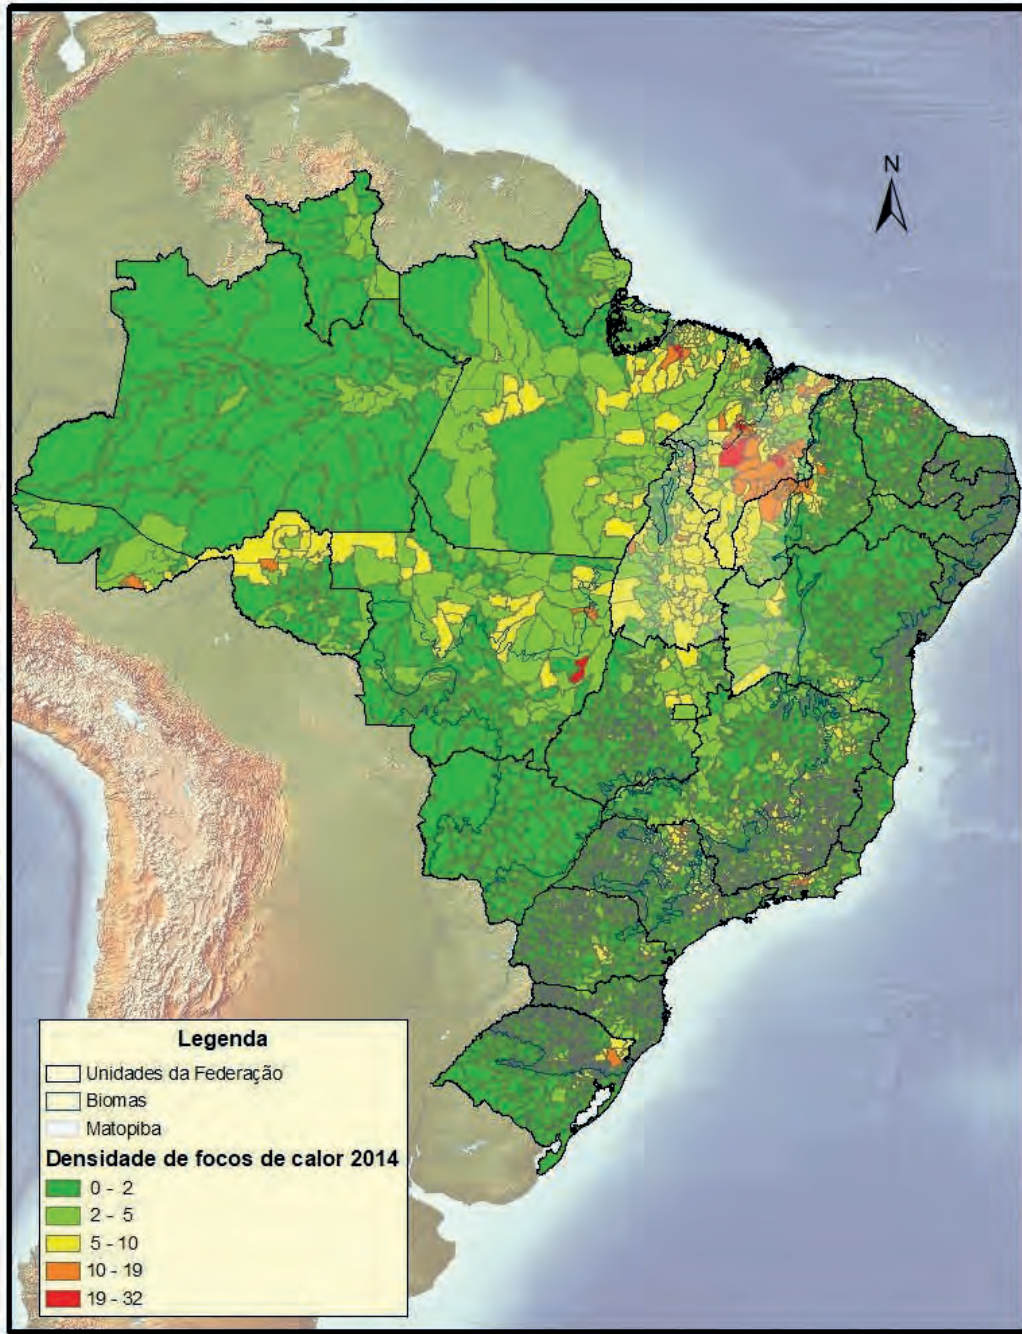 N
Legenda
Unidades da Federação
Biomas
Matopiba
Densidade de focos de calor 2014
0 - 2
2 - 5
5 - 10
10 - 19
19 - 32